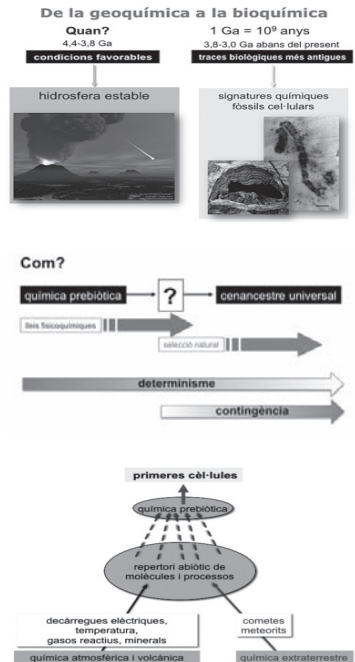 De la geoquímica a la bioquímica
Quan?
1 Ga = 10⁹ anys
4,4-3,8 Ga
3,8-3,0 Ga abans del present
condicions favorables
traces biològiques més antigues
hidrosfera estable
signatures químiques
fòssils cel·lulars
Com?
química prebiòtica
?
cenancestre universal
lleis fisicoquímiques
selecció natural
determinisme
contingència
primeres cèl·lules
química prebiòtica
repertori abiòtic de
molècules i processos
decàrregues elèctriques,
temperatura,
gasos reactius, minerals
cometes
meteorits
química atmosfèrica i volcànica
química extraterrestre